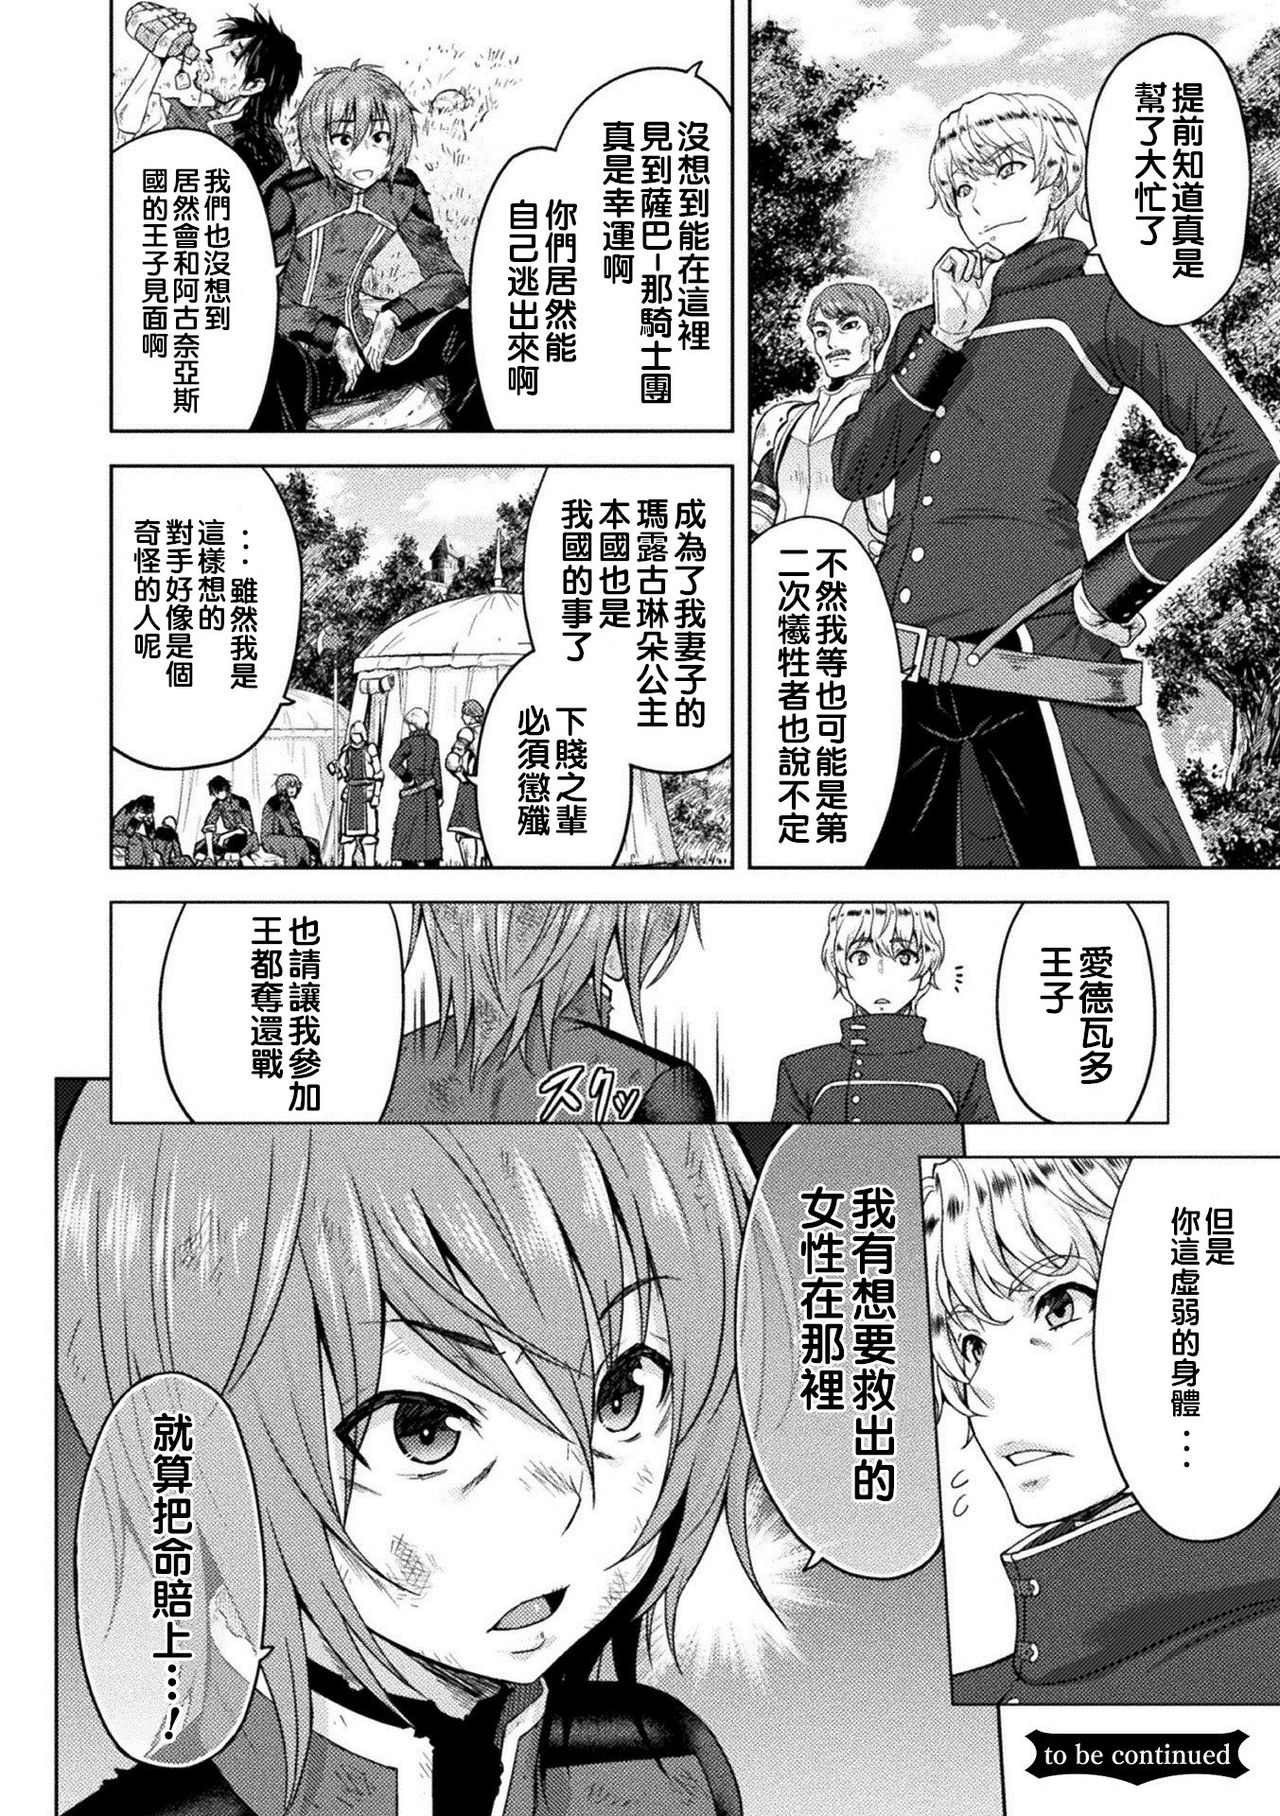 提前知道真是
幫了大忙了
不然我等也可能是第
二次犧牲者也說不定
沒想到能在這裡
見到薩巴-那騎士團
真是幸運啊
你們居然能
自己逃出來啊
我們也沒想到
居然會和阿古奈亞斯
國的王子見面啊
成為了我妻子的
瑪露古琳朵公主
本國也是
我國的事了
下賤之輩
必須懲殲
…雖然我是
這樣想的
對手好像是個
奇怪的人呢
愛德瓦多
王子
スクッ
也請讓我參加
王都奪還戰
但是
你這虛弱的身體…
我有想要救出的
女性在那裡
就算把命賠上…!
to be continued